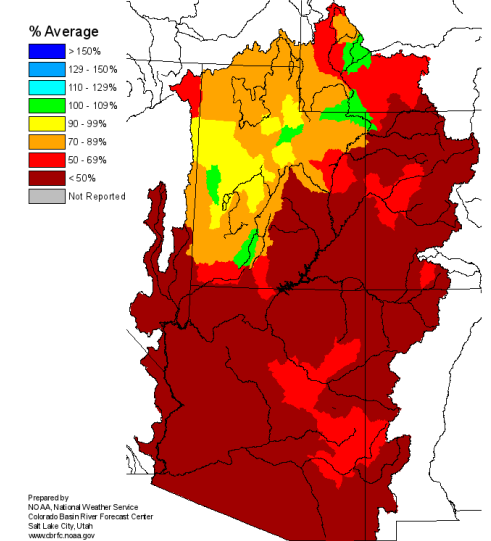 % Average
> 150%
129 - 150%
110 - 129%
100 - 109%
90 - 99%
70 - 89%
50 - 69%
< 50%
Not Reported
Prepared by
NOAA, National Weather Service
Colorado Basin River Forecast Center
Salt Lake City, Utah
www.cbrfc.noaa.gov